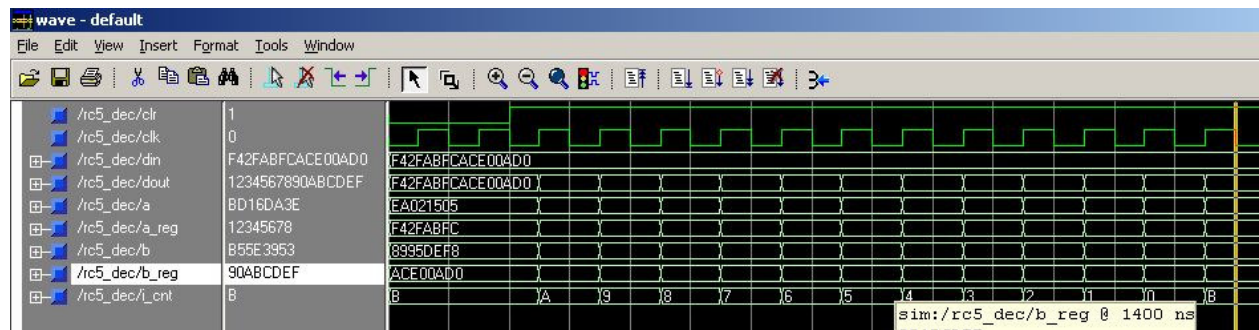 wave - default
File Edit View Insert Format Tools Window
/rc5_dec/clr 1
/rc5_dec/clk 0
/rc5_dec/din F42FABFCACE00AD0 F42FABFCACE00AD0
/rc5_dec/dout 1234567890ABCDEF F42FABFCACE00AD0
/rc5_dec/a BD16DA3E EA021505
/rc5_dec/a_reg 12345678 F42FABFC
/rc5_dec/b B55E3953 8995DEF8
/rc5_dec/b_reg 90ABCDEF ACE00AD0
/rc5_dec/i_cnt B B A 9 8 7 6 5 4 3 2 1 0 B
sim:/rc5_dec/b_reg @ 1400 ns